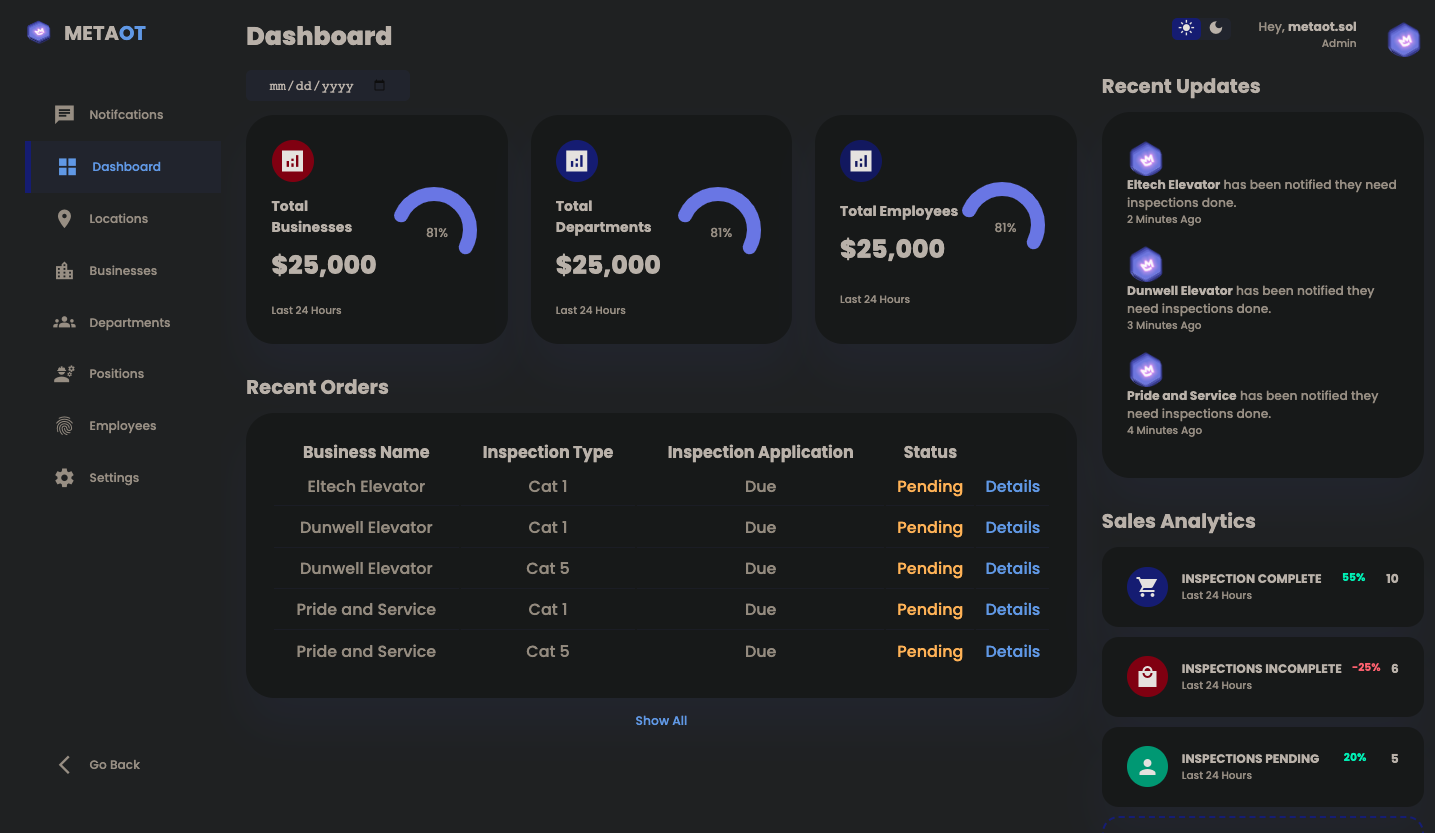 METAOT
Notifcations
Dashboard
Locations
Businesses
Departments
Positions
Employees
Settings
Go Back
Dashboard
mm/dd/yyyy
Total
Businesses
$25,000
81%
Last 24 Hours
Total
Departments
$25,000
81%
Last 24 Hours
Total Employees
$25,000
81%
Last 24 Hours
Recent Orders
Business Name Inspection Type Inspection Application Status
Eltech Elevator Cat 1 Due Pending Details
Dunwell Elevator Cat 1 Due Pending Details
Dunwell Elevator Cat 5 Due Pending Details
Pride and Service Cat 1 Due Pending Details
Pride and Service Cat 5 Due Pending Details
Show All
Hey, metaot.sol
Admin
Recent Updates
Eltech Elevator has been notified they need
inspections done.
2 Minutes Ago
Dunwell Elevator has been notified they
need inspections done.
3 Minutes Ago
Pride and Service has been notified they
need inspections done.
4 Minutes Ago
Sales Analytics
INSPECTION COMPLETE 55% 10
Last 24 Hours
INSPECTIONS INCOMPLETE -25% 6
Last 24 Hours
INSPECTIONS PENDING 20% 5
Last 24 Hours